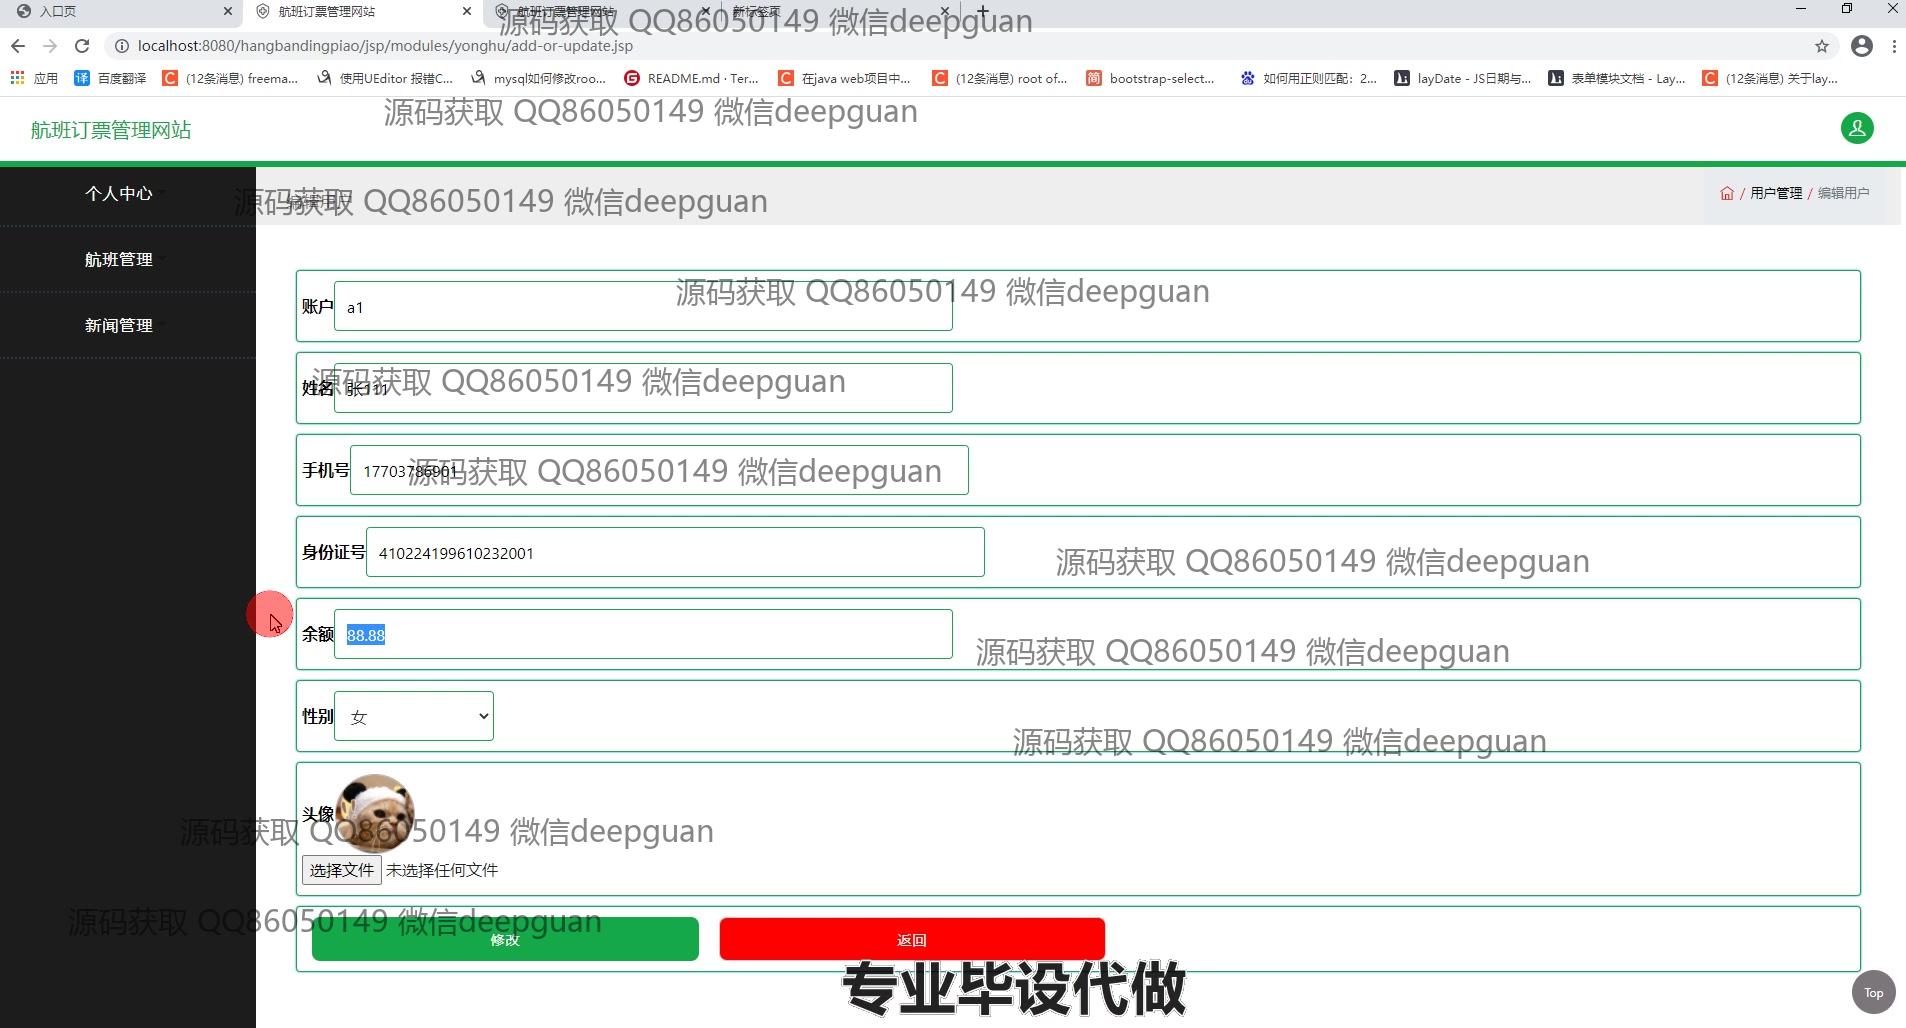 入口页
航班订票管理网站
航班订票管理网站
新标签页
源码获取 QQ86050149 微信deepguan
localhost:8080/hangbandingpiao/jsp/modules/yonghu/add-or-update.jsp
应用
百度翻译
(12条消息) freema...
使用UEditor 报错C...
mysql如何修改roo...
README.md · Ter...
在java web项目中...
(12条消息) root of...
bootstrap-select...
如何用正则匹配：2...
layDate - JS日期与...
表单模块文档 - Lay...
(12条消息) 关于lay...
源码获取 QQ86050149 微信deepguan
航班订票管理网站
个人中心
编辑用户
源码获取 QQ86050149 微信deepguan
/ 用户管理 / 编辑用户
航班管理
新闻管理
账户 a1
源码获取 QQ86050149 微信deepguan
姓名 张111
源码获取 QQ86050149 微信deepguan
手机号 17703786901
源码获取 QQ86050149 微信deepguan
身份证号 410224199610232001
源码获取 QQ86050149 微信deepguan
余额 88.88
源码获取 QQ86050149 微信deepguan
性别 女
源码获取 QQ86050149 微信deepguan
头像
源码获取 QQ86050149 微信deepguan
选择文件 未选择任何文件
源码获取 QQ86050149 微信deepguan
修改
返回
专业毕设代做
Top